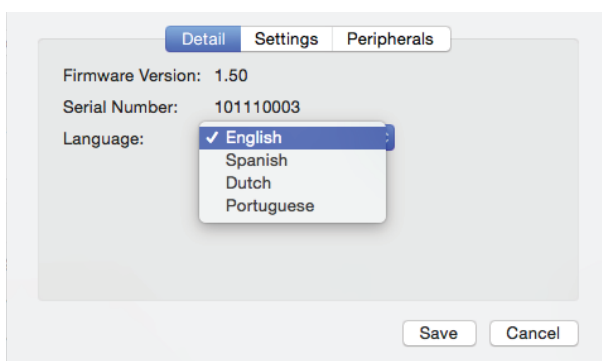 Detail Settings Peripherals
Firmware Version: 1.50
Serial Number: 101110003
Language: ✓ English
Spanish
Dutch
Portuguese
Save Cancel